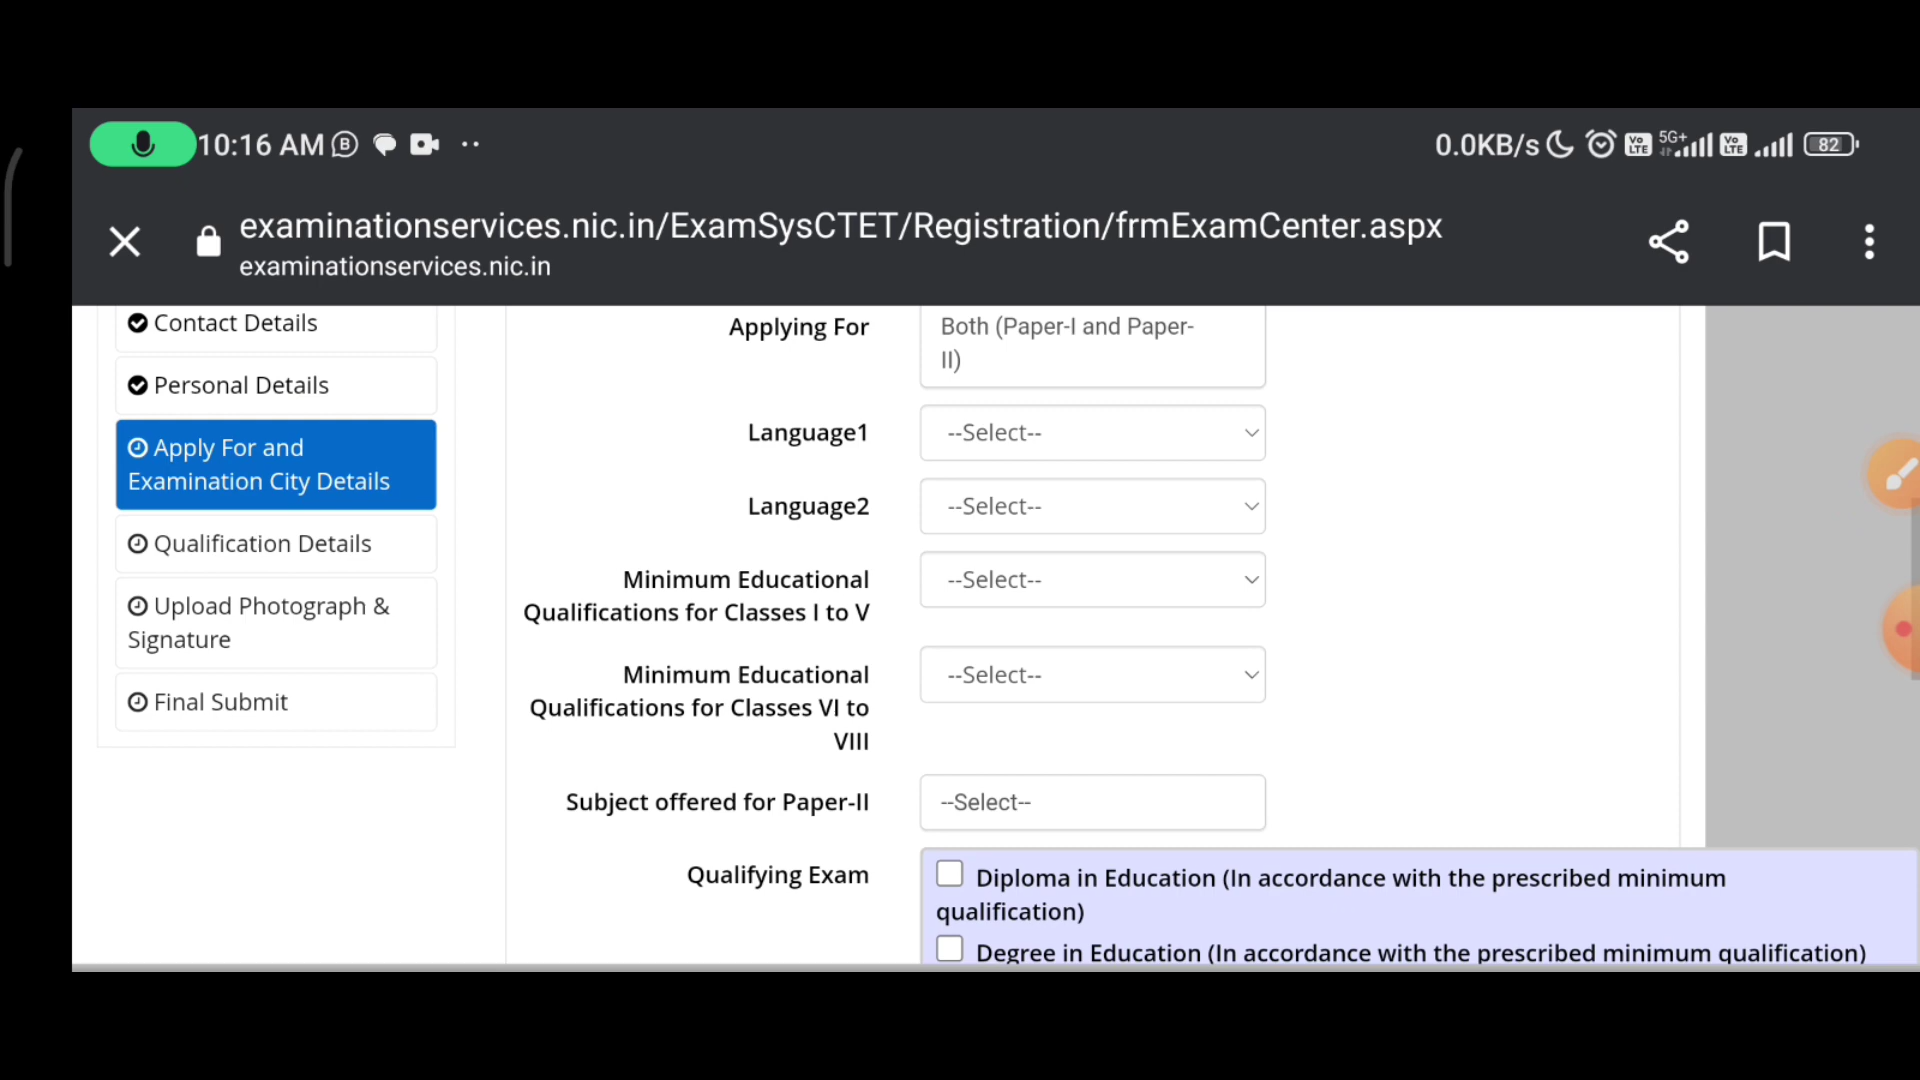 10:16 AM
0.0KB/s 5G+ 82
examinationservices.nic.in/ExamSysCTET/Registration/frmExamCenter.aspx
examinationservices.nic.in
Contact Details
Personal Details
Apply For and
Examination City Details
Qualification Details
Upload Photograph &
Signature
Final Submit
Applying For
Both (Paper-I and Paper-
II)
Language1
--Select--
Language2
--Select--
Minimum Educational
Qualifications for Classes I to V
--Select--
Minimum Educational
Qualifications for Classes VI to
VIII
--Select--
Subject offered for Paper-II
--Select--
Qualifying Exam
Diploma in Education (In accordance with the prescribed minimum
qualification)
Degree in Education (In accordance with the prescribed minimum qualification)